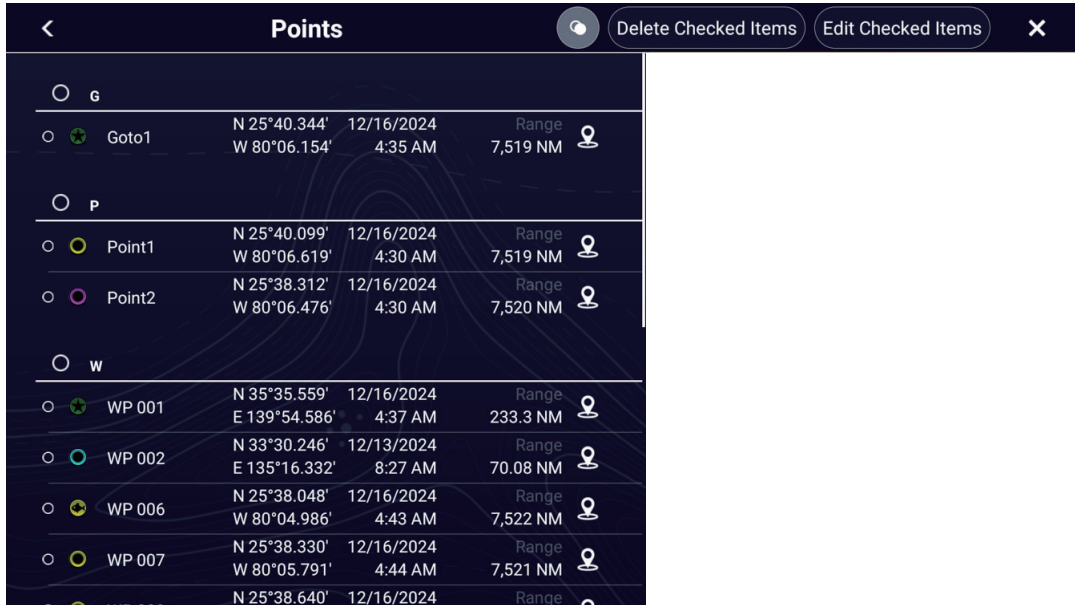 Points
Delete Checked Items
Edit Checked Items
G
Goto1
N 25°40.344' 12/16/2024 Range
W 80°06.154' 4:35 AM 7,519 NM
P
Point1
N 25°40.099' 12/16/2024 Range
W 80°06.619' 4:30 AM 7,519 NM
Point2
N 25°38.312' 12/16/2024 Range
W 80°06.476' 4:30 AM 7,520 NM
W
WP 001
N 35°35.559' 12/16/2024 Range
E 139°54.586' 4:37 AM 233.3 NM
WP 002
N 33°30.246' 12/13/2024 Range
E 135°16.332' 8:27 AM 70.08 NM
WP 006
N 25°38.048' 12/16/2024 Range
W 80°04.986' 4:43 AM 7,522 NM
WP 007
N 25°38.330' 12/16/2024 Range
W 80°05.791' 4:44 AM 7,521 NM
N 25°38.640' 12/16/2024 Range